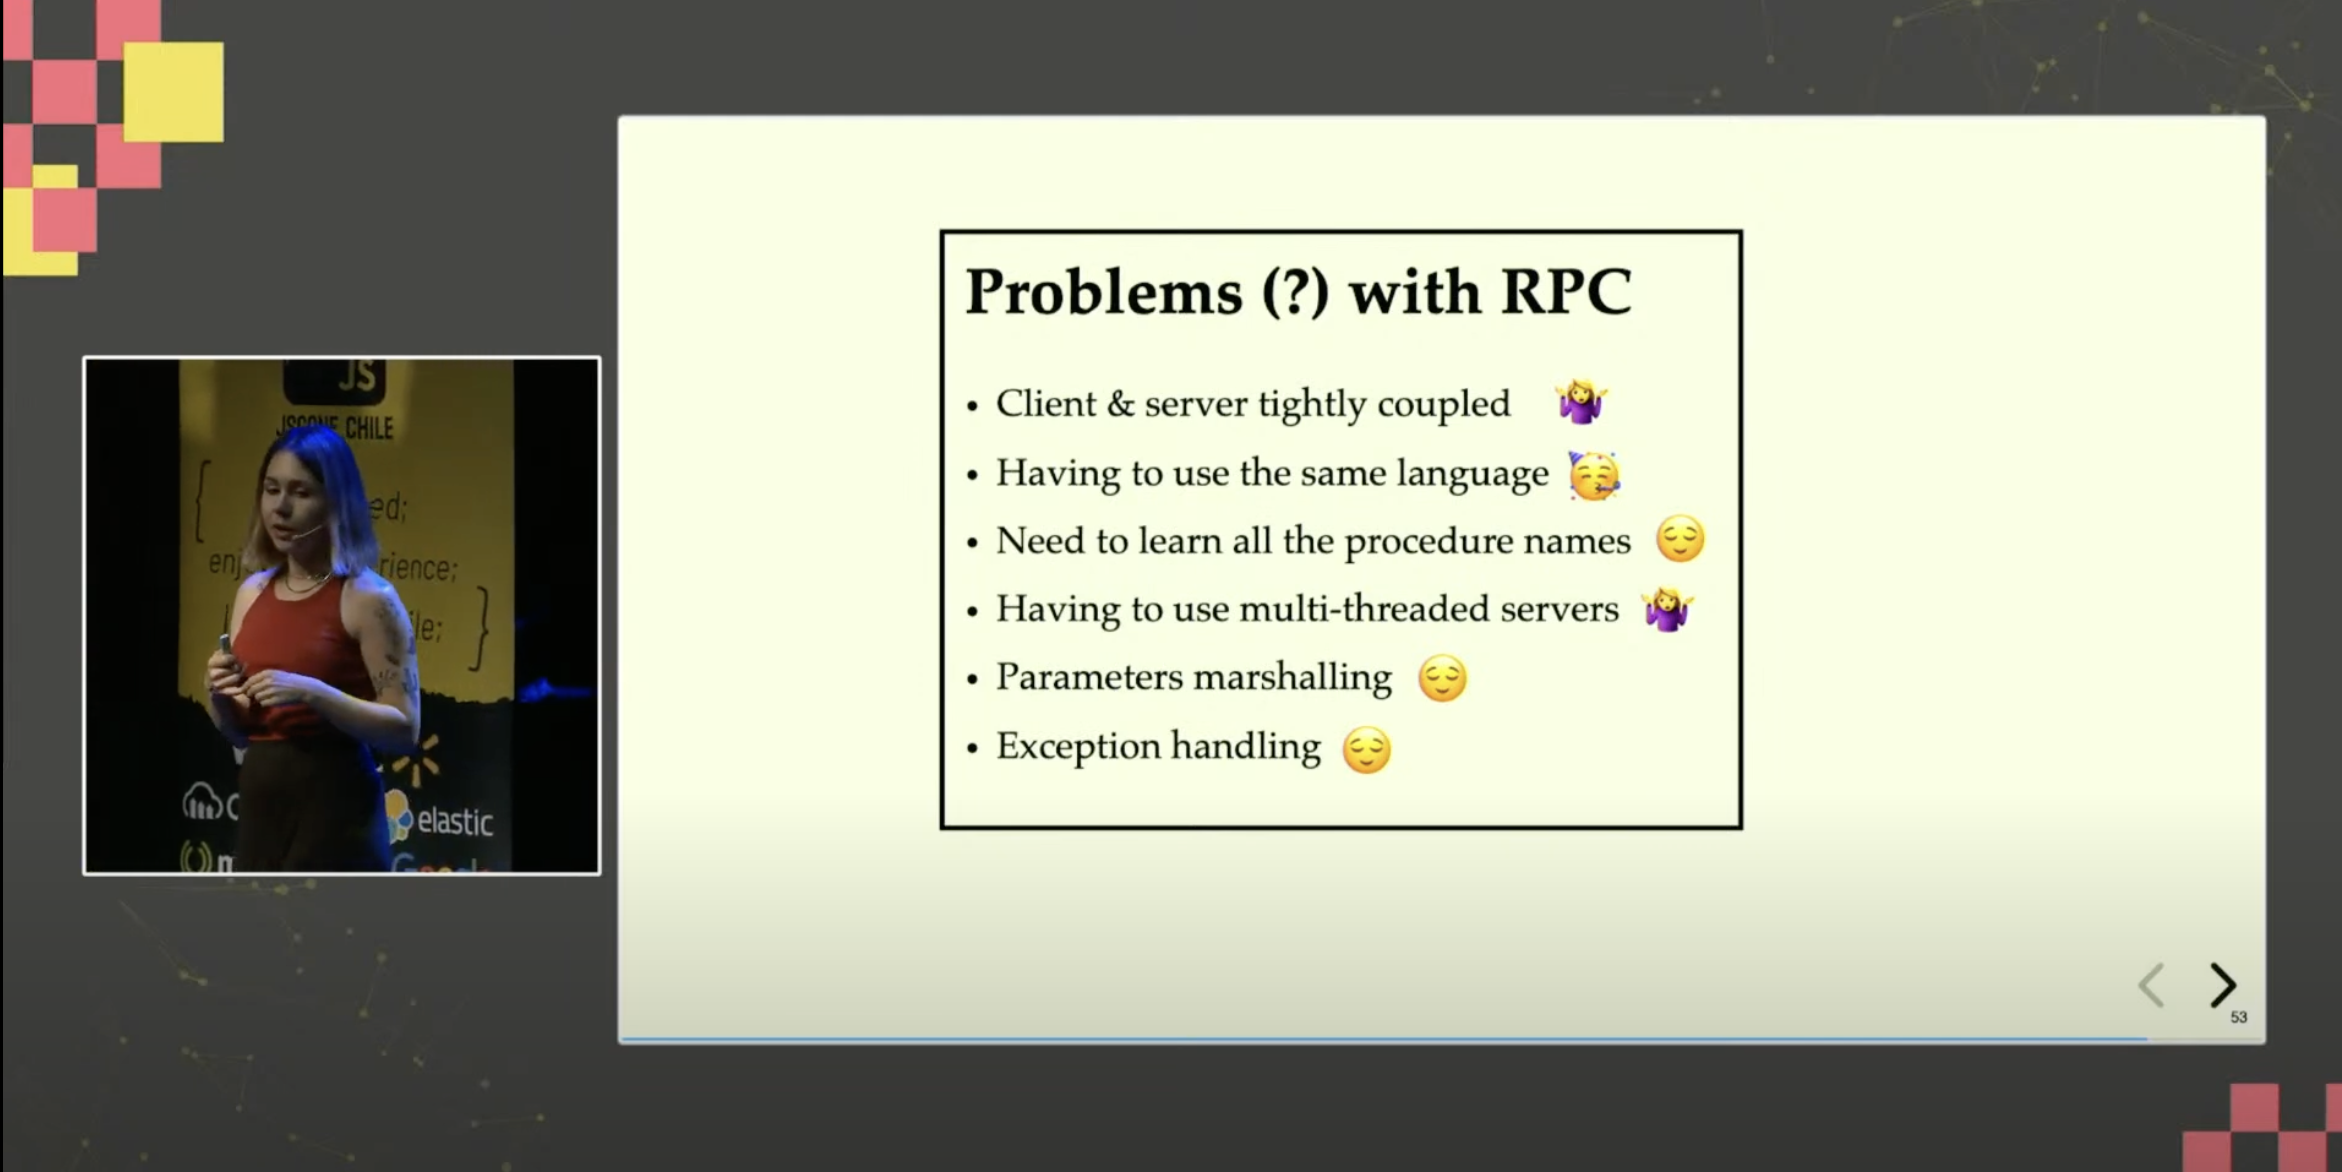 JS
JSCONF CHILE
{
ed;
enj rience;
le;
}
elastic
Google
Problems (?) with RPC
• Client & server tightly coupled 🤷‍♀️
• Having to use the same language 🥳
• Need to learn all the procedure names 😌
• Having to use multi-threaded servers 🤷‍♀️
• Parameters marshalling 😌
• Exception handling 😌
53